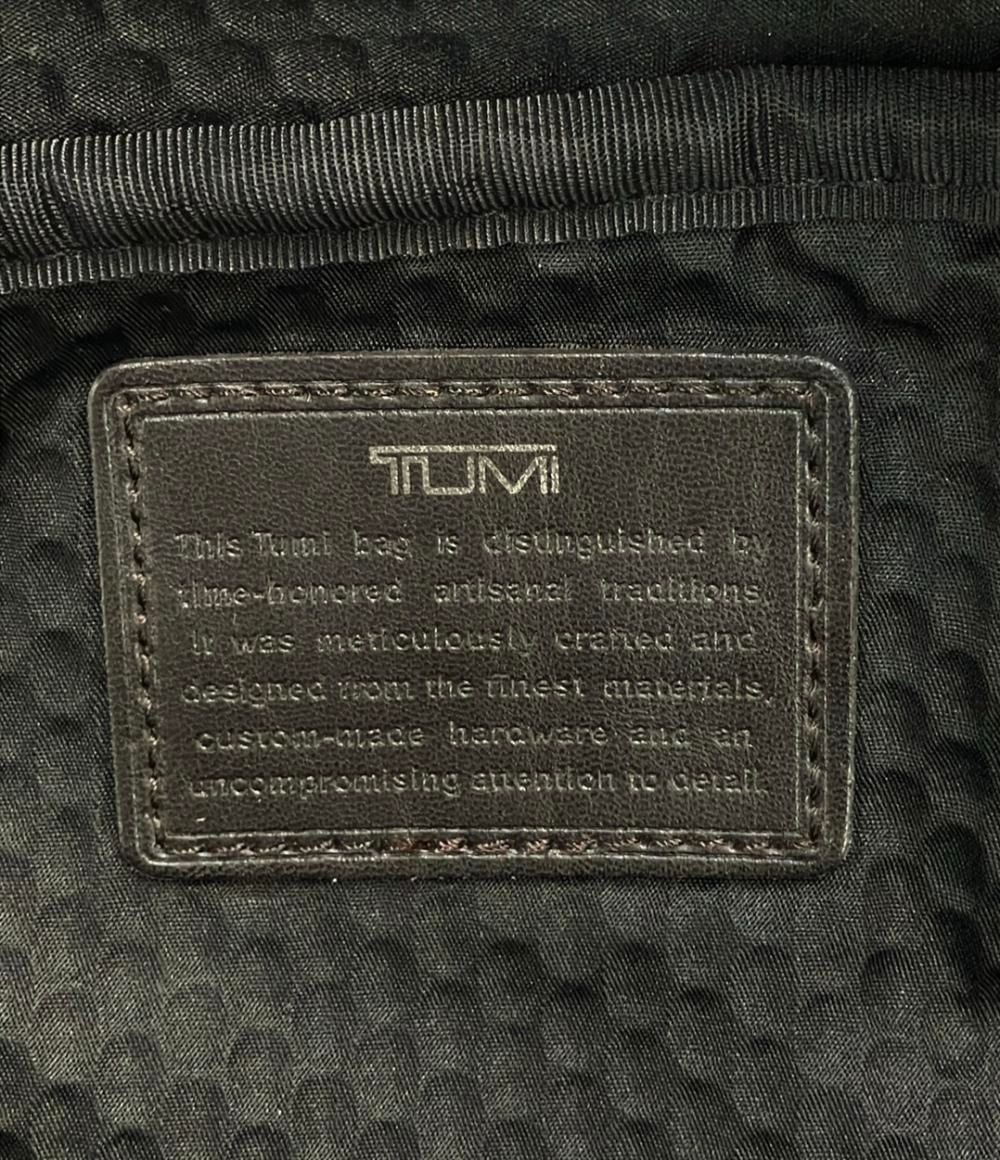 TUMI
This Tumi bag is distinguished by
time-honored artisanal traditions.
It was meticulously crafted and
designed from the finest materials,
custom-made hardware and an
uncompromising attention to detail.